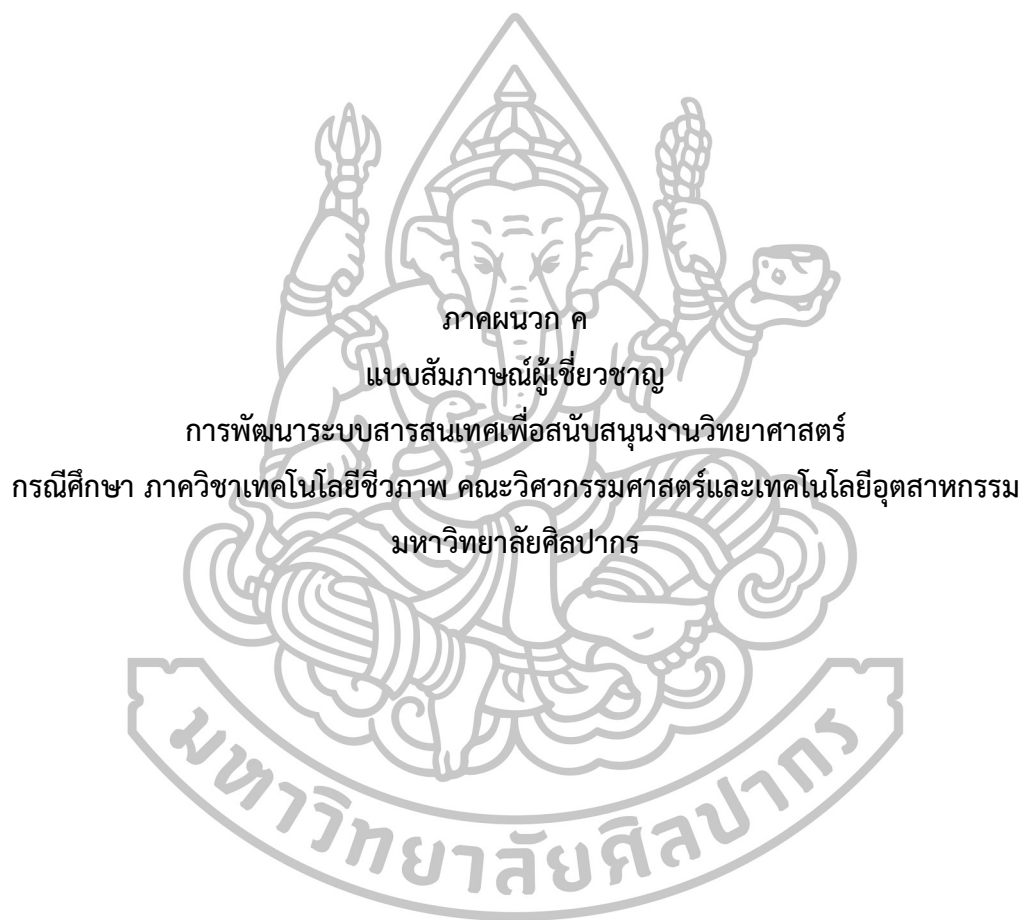 ภาคผนวก ค
แบบสัมภาษณ์ผู้เชี่ยวชาญ
การพัฒนาระบบสารสนเทศเพื่อสนับสนุนงานวิทยาศาสตร์
กรณีศึกษา ภาควิชาเทคโนโลยีชีวภาพ คณะวิศวกรรมศาสตร์และเทคโนโลยีอุตสาหกรรม
มหาวิทยาลัยศิลปากร
มหาวิทยาลัยศิลปากร